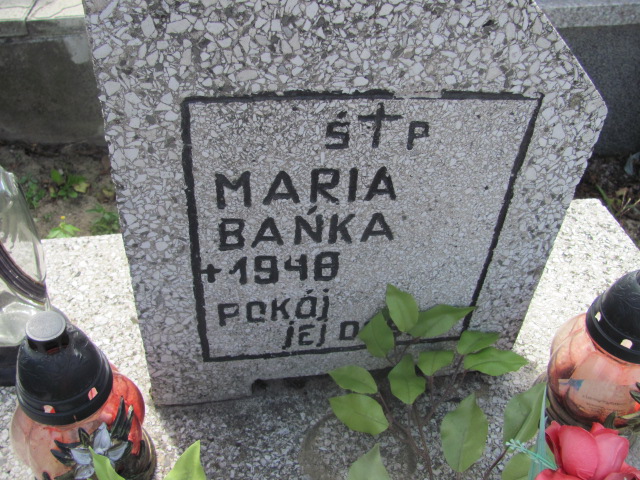 Ś†P
MARIA
BAŃKA
+1948
POKÓJ
JEJ